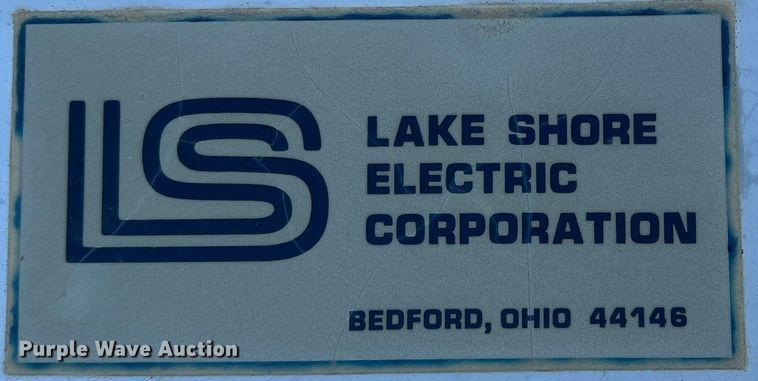 LS
LAKE SHORE
ELECTRIC
CORPORATION
BEDFORD, OHIO 44146
Purple Wave Auction